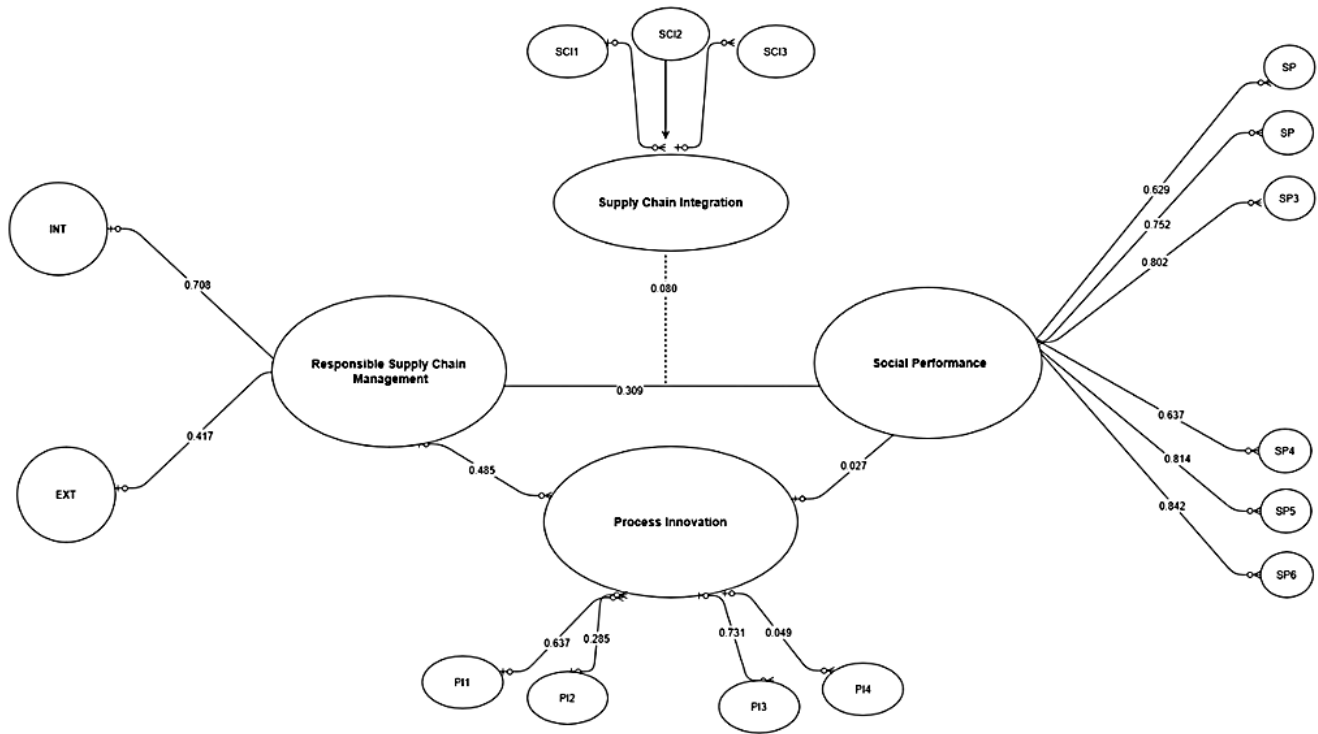 SCI1
SCI2
SCI3
SP
SP
SP3
INT
Supply Chain Integration
0.629
0.752
0.802
0.708
0.080
Responsible Supply Chain
Management
Social Performance
0.309
0.417
0.485
0.027
0.637
0.814
0.842
SP4
SP5
SP6
EXT
Process Innovation
0.637
0.285
0.731
0.049
PI1
PI2
PI3
PI4